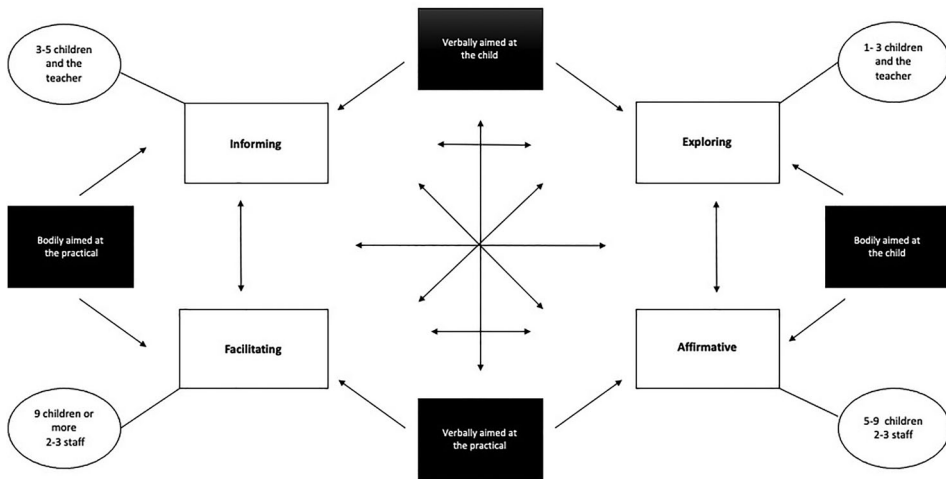 3-5 children
and the
teacher
Verbally aimed at
the child
1- 3 children
and the
teacher
Informing
Exploring
Bodily aimed at
the practical
Bodily aimed at
the child
Facilitating
Affirmative
9 children or
more
2-3 staff
Verbally aimed at
the practical
5-9 children
2-3 staff